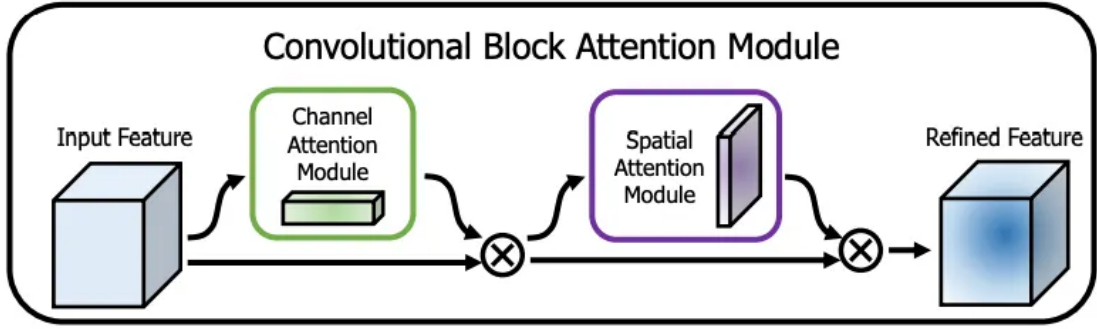 Convolutional Block Attention Module
Input Feature
Channel
Attention
Module
Spatial
Attention
Module
Refined Feature